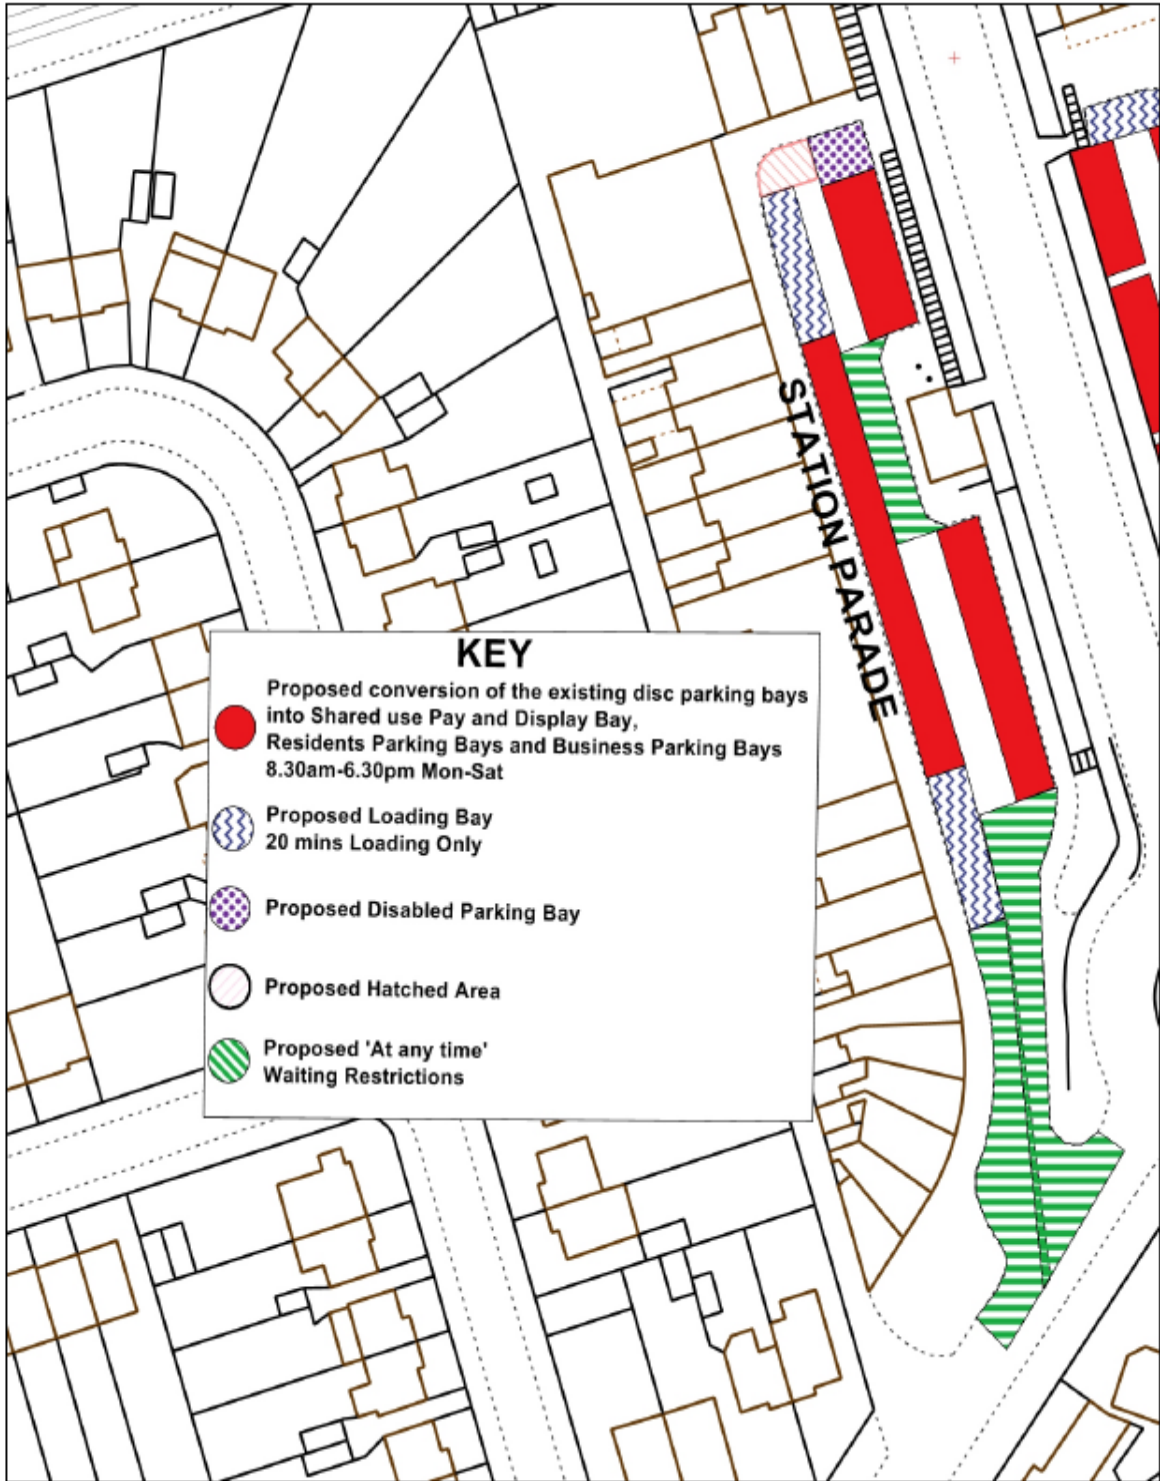 STATION PARADE
KEY
Proposed conversion of the existing disc parking bays
into Shared use Pay and Display Bay,
Residents Parking Bays and Business Parking Bays
8.30am-6.30pm Mon-Sat
Proposed Loading Bay
20 mins Loading Only
Proposed Disabled Parking Bay
Proposed Hatched Area
Proposed 'At any time'
Waiting Restrictions